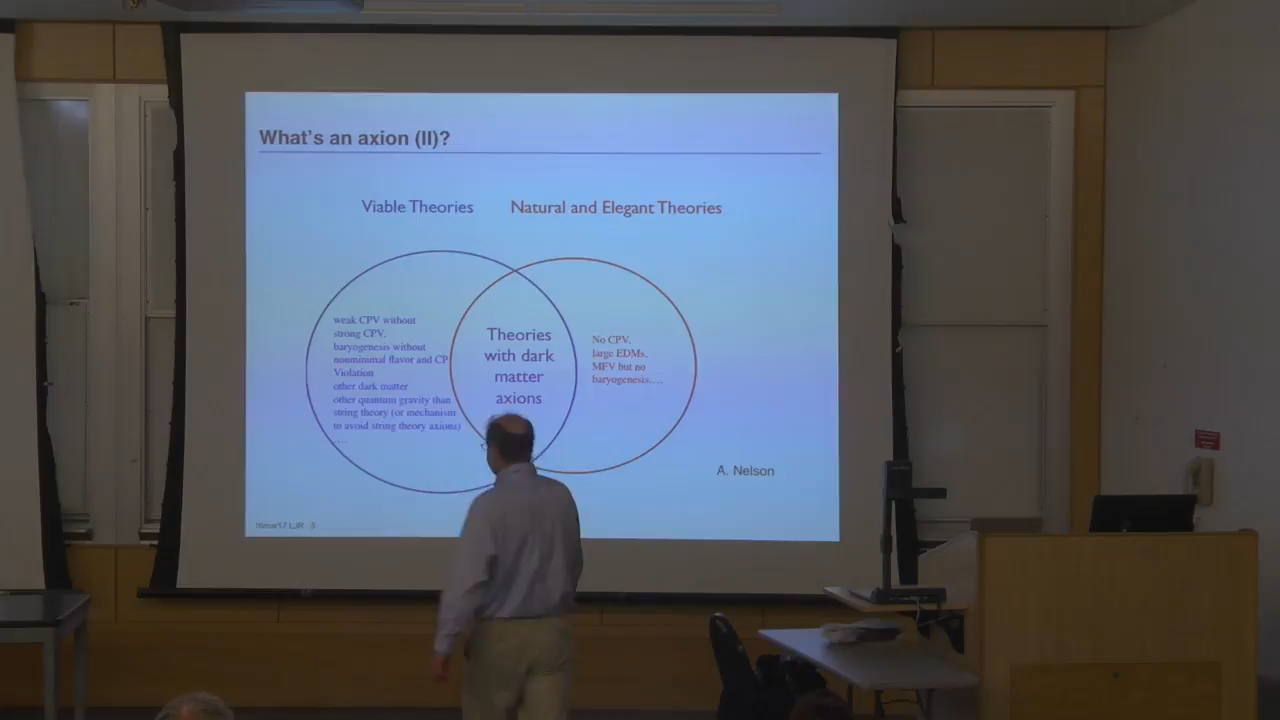 What's an axion (II)?
Viable Theories
Natural and Elegant Theories
weak CPV without
strong CPV,
baryogenesis without
nonminimal flavor and CP
Violation
other dark matter
other quantum gravity than
string theory (or mechanism
to avoid string theory axions)
....
Theories
with dark
matter
axions
No CPV,
large EDMs,
MFV but no
baryogenesis....
A. Nelson
LJR 5